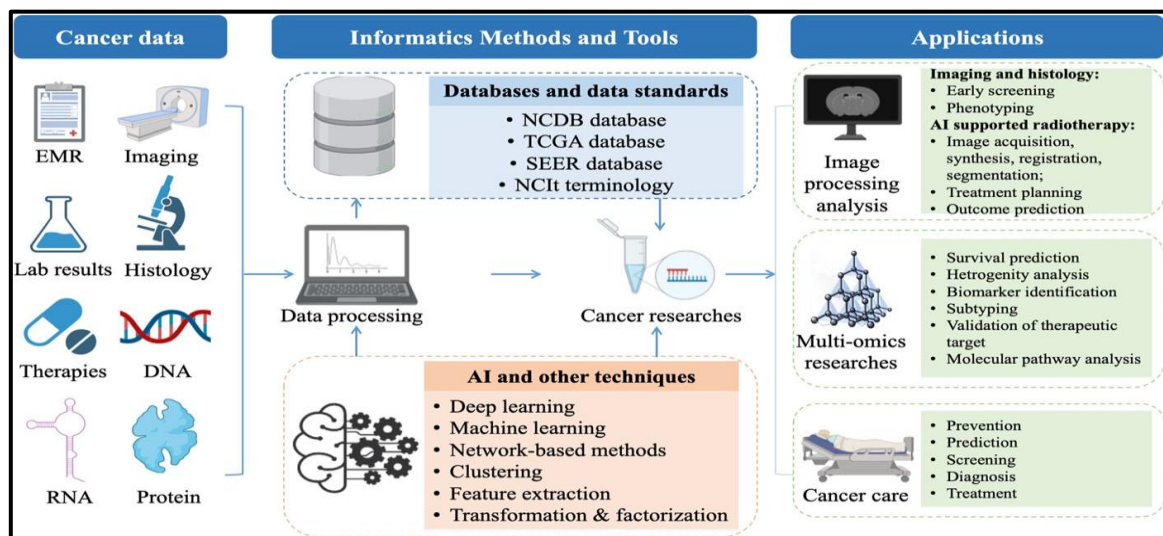 Cancer data
EMR
Imaging
Lab results
Histology
Therapies
DNA
RNA
Protein
Informatics Methods and Tools
Databases and data standards
• NCDB database
• TCGA database
• SEER database
• NCIt terminology
Data processing
Cancer researches
AI and other techniques
• Deep learning
• Machine learning
• Network-based methods
• Clustering
• Feature extraction
• Transformation & factorization
Applications
Image
processing
analysis
Imaging and histology:
• Early screening
• Phenotyping
AI supported radiotherapy:
• Image acquisition,
synthesis, registration,
segmentation;
• Treatment planning
• Outcome prediction
Multi-omics
researches
• Survival prediction
• Hetrogenity analysis
• Biomarker identification
• Subtyping
• Validation of therapeutic
target
• Molecular pathway analysis
Cancer care
• Prevention
• Prediction
• Screening
• Diagnosis
• Treatment